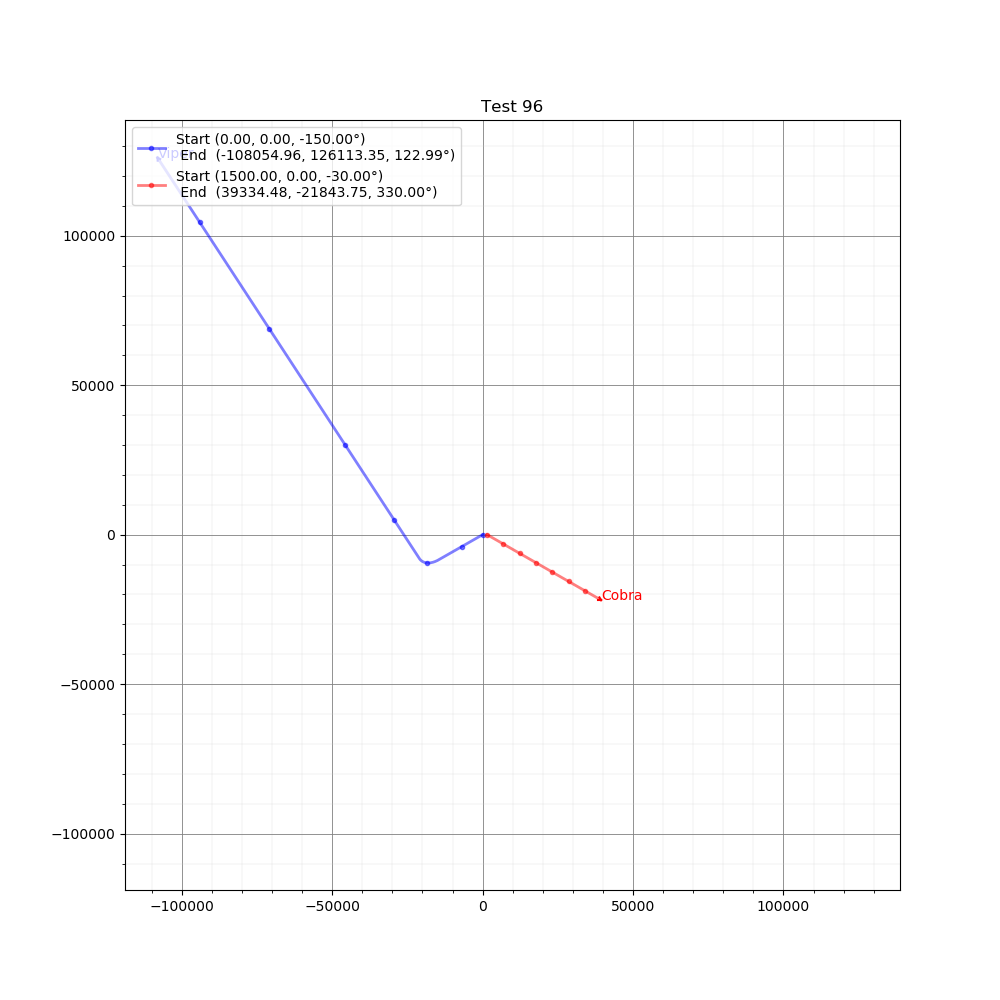 Test 96
Start (0.00, 0.00, -150.00°)
End (-108054.96, 126113.35, 122.99°)
Start (1500.00, 0.00, -30.00°)
End (39334.48, -21843.75, 330.00°)
Viper
100000
50000
0
Cobra
−50000
−100000
−100000 −50000 0 50000 100000